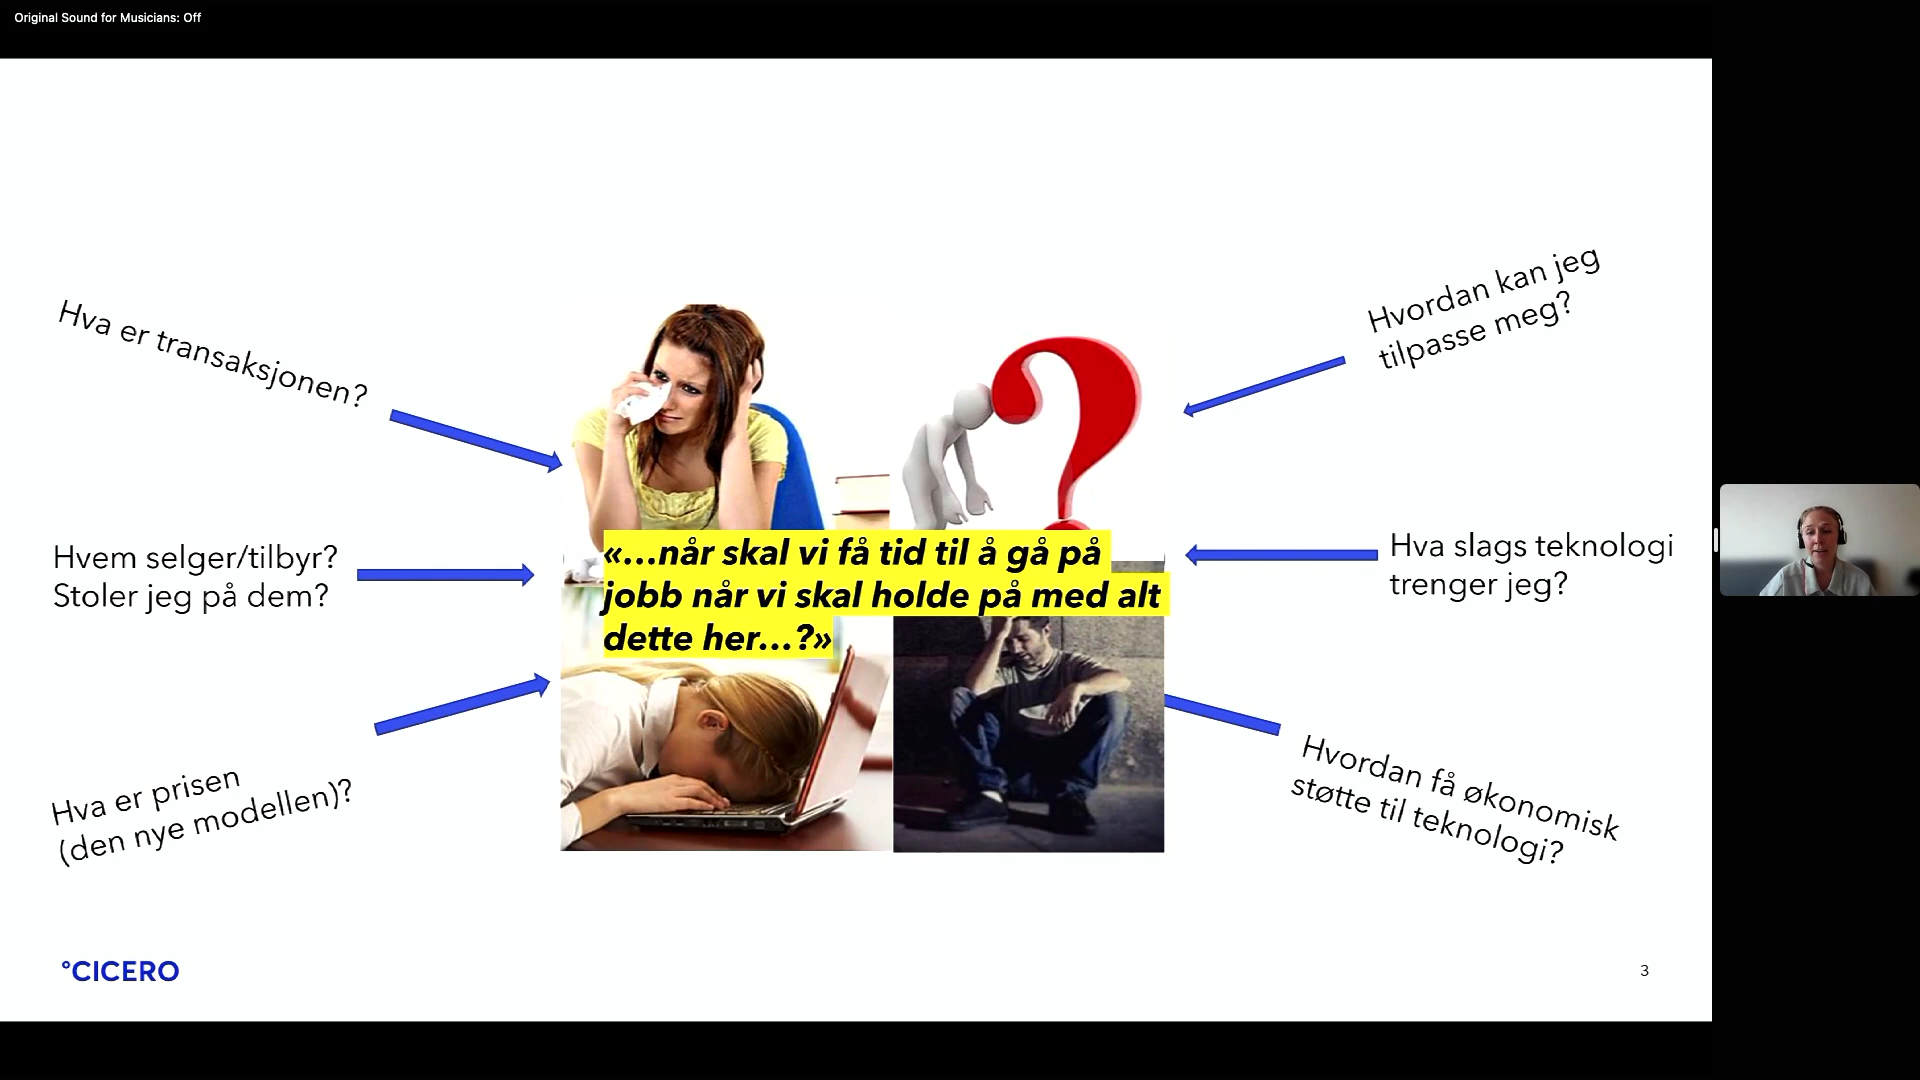 Original Sound for Musicians: Off
Hva er transaksjonen?
Hvordan kan jeg
tilpasse meg?
Hvem selger/tilbyr?
Stoler jeg på dem?
«…når skal vi få tid til å gå på
jobb når vi skal holde på med alt
dette her…?»
Hva slags teknologi
trenger jeg?
Hva er prisen
(den nye modellen)?
Hvordan få økonomisk
støtte til teknologi?
°CICERO
3